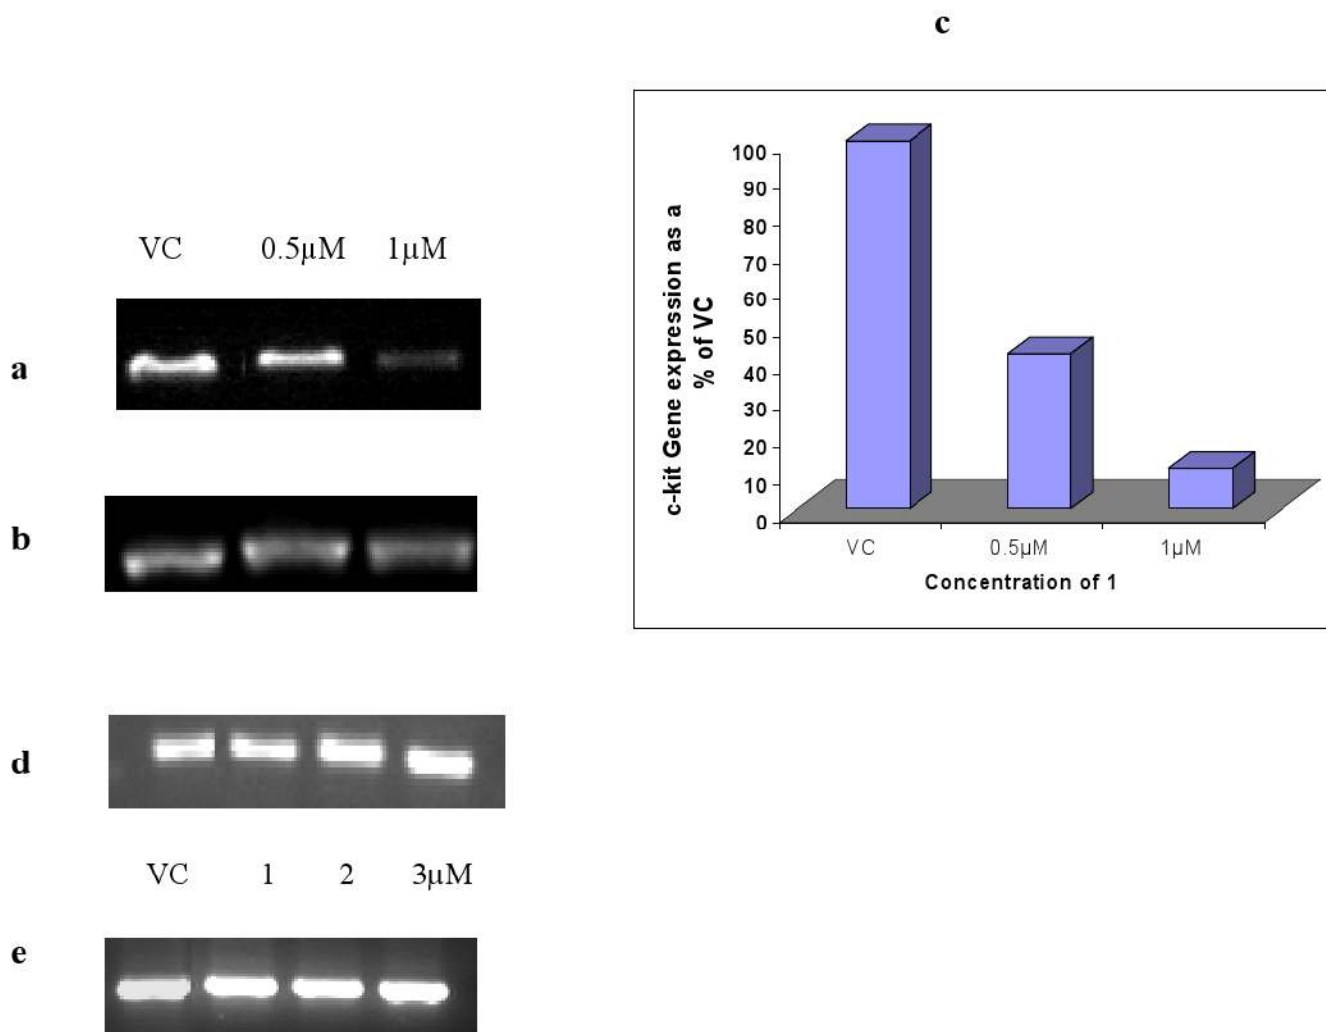 c
VC 0.5µM 1µM
a
b
c-kit Gene expression as a
% of VC
100
90
80
70
60
50
40
30
20
10
0
VC 0.5µM 1µM
Concentration of 1
d
VC 1 2 3µM
e